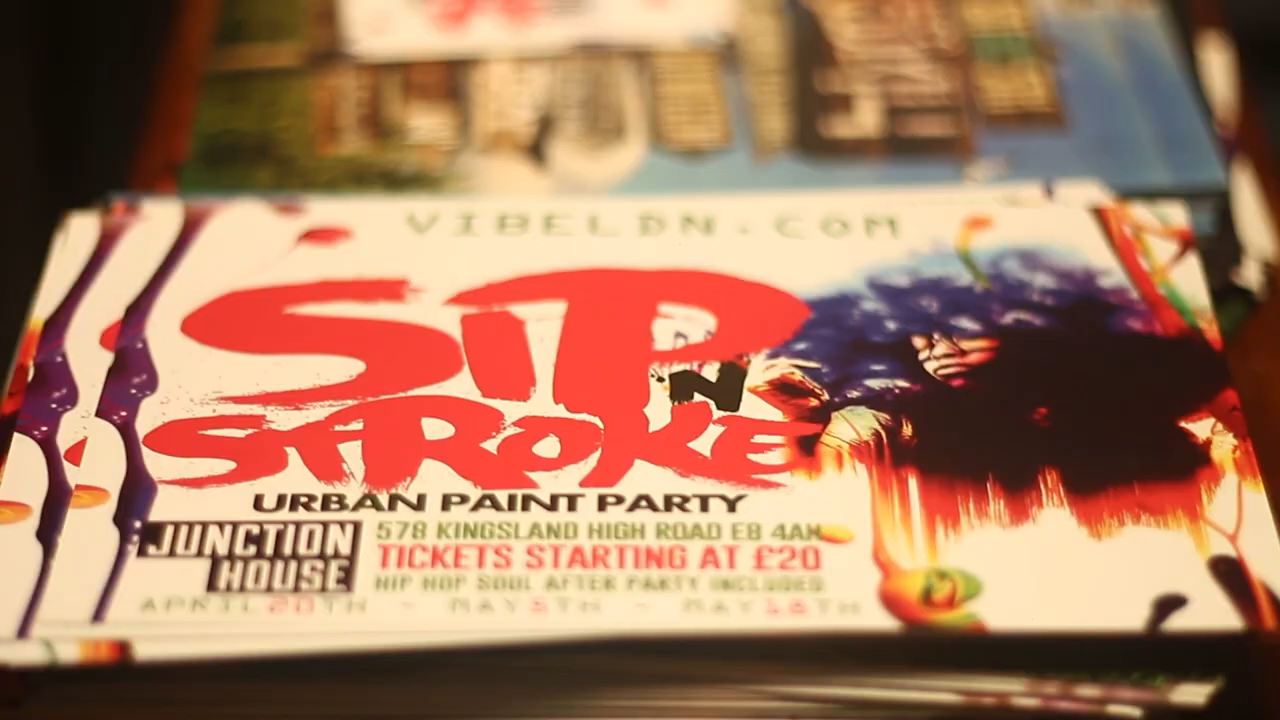 VIBELDN.COM
SIP
N
STROKE
URBAN PAINT PARTY
JUNCTION
HOUSE
578 KINGSLAND HIGH ROAD E8 4AH
TICKETS STARTING AT £20
HIP HOP SOUL AFTER PARTY INCLUDED
APRIL 20TH - MAY 5TH - MAY 18TH